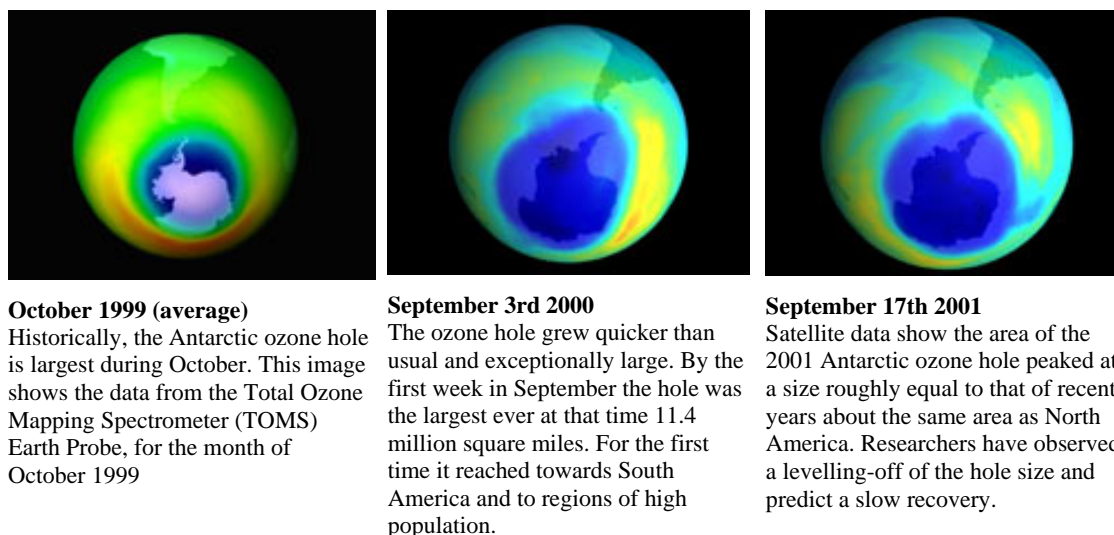 October 1999 (average)
Historically, the Antarctic ozone hole
is largest during October. This image
shows the data from the Total Ozone
Mapping Spectrometer (TOMS)
Earth Probe, for the month of
October 1999
September 3rd 2000
The ozone hole grew quicker than
usual and exceptionally large. By the
first week in September the hole was
the largest ever at that time 11.4
million square miles. For the first
time it reached towards South
America and to regions of high
population.
September 17th 2001
Satellite data show the area of the
2001 Antarctic ozone hole peaked at
a size roughly equal to that of recent
years about the same area as North
America. Researchers have observed
a levelling-off of the hole size and
predict a slow recovery.